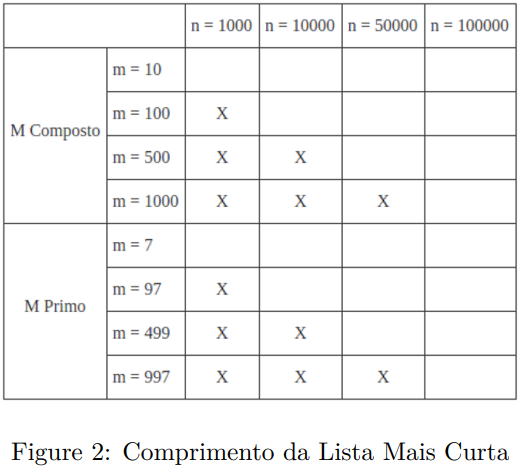 n = 1000 n = 10000 n = 50000 n = 100000
M Composto
m = 10
m = 100 X
m = 500 X X
m = 1000 X X X
M Primo
m = 7
m = 97 X
m = 499 X X
m = 997 X X X
Figure 2: Comprimento da Lista Mais Curta